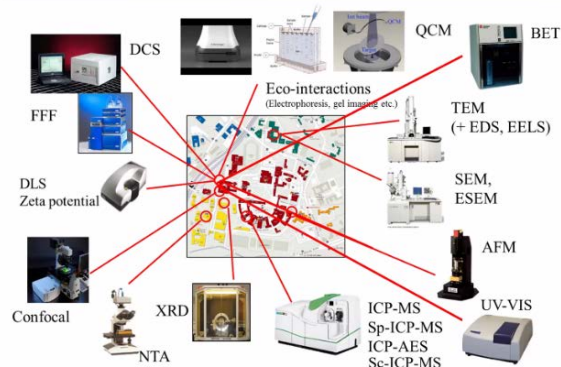 DCS
QCM
BET
Eco-interactions
(Electrophoresis, gel imaging etc.)
FFF
TEM
(+ EDS, EELS)
DLS
Zeta potential
SEM,
ESEM
AFM
UV-VIS
Confocal
NTA
XRD
ICP-MS
Sp-ICP-MS
ICP-AES
Sc-ICP-MS